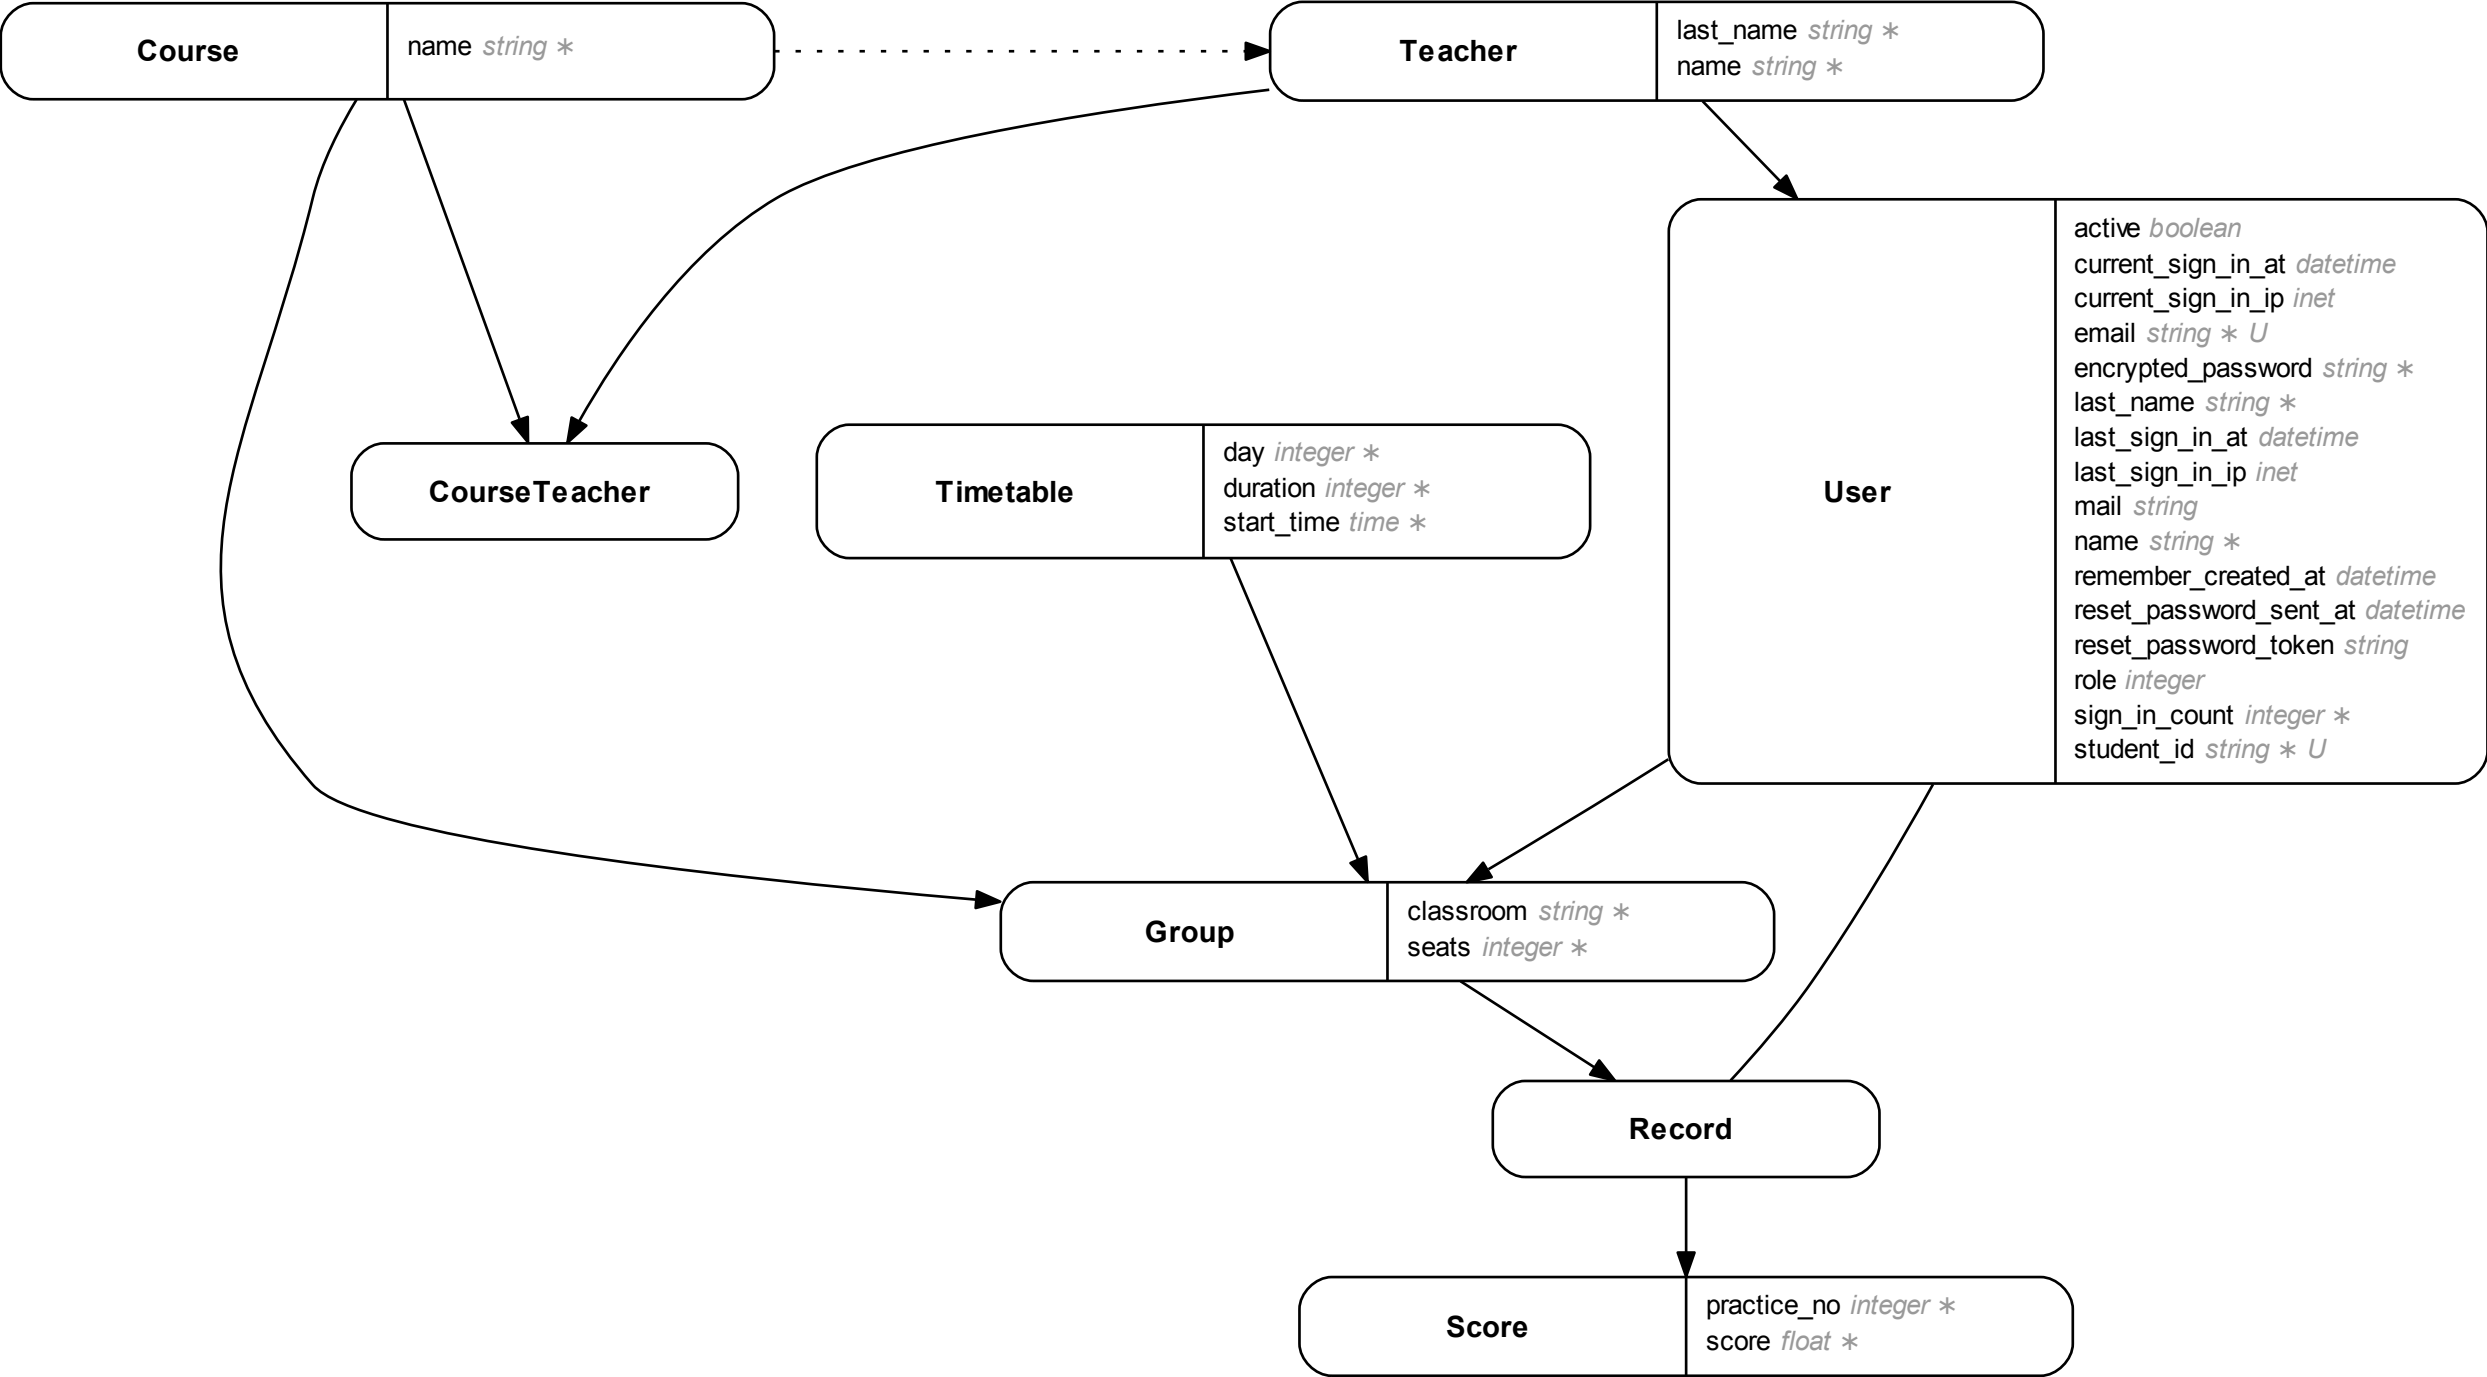 Course
name string ∗
Teacher
last_name string ∗
name string ∗
User
active boolean
current_sign_in_at datetime
current_sign_in_ip inet
email string ∗ U
encrypted_password string ∗
last_name string ∗
last_sign_in_at datetime
last_sign_in_ip inet
mail string
name string ∗
remember_created_at datetime
reset_password_sent_at datetime
reset_password_token string
role integer
sign_in_count integer ∗
student_id string ∗ U
CourseTeacher
Timetable
day integer ∗
duration integer ∗
start_time time ∗
Group
classroom string ∗
seats integer ∗
Record
Score
practice_no integer ∗
score float ∗